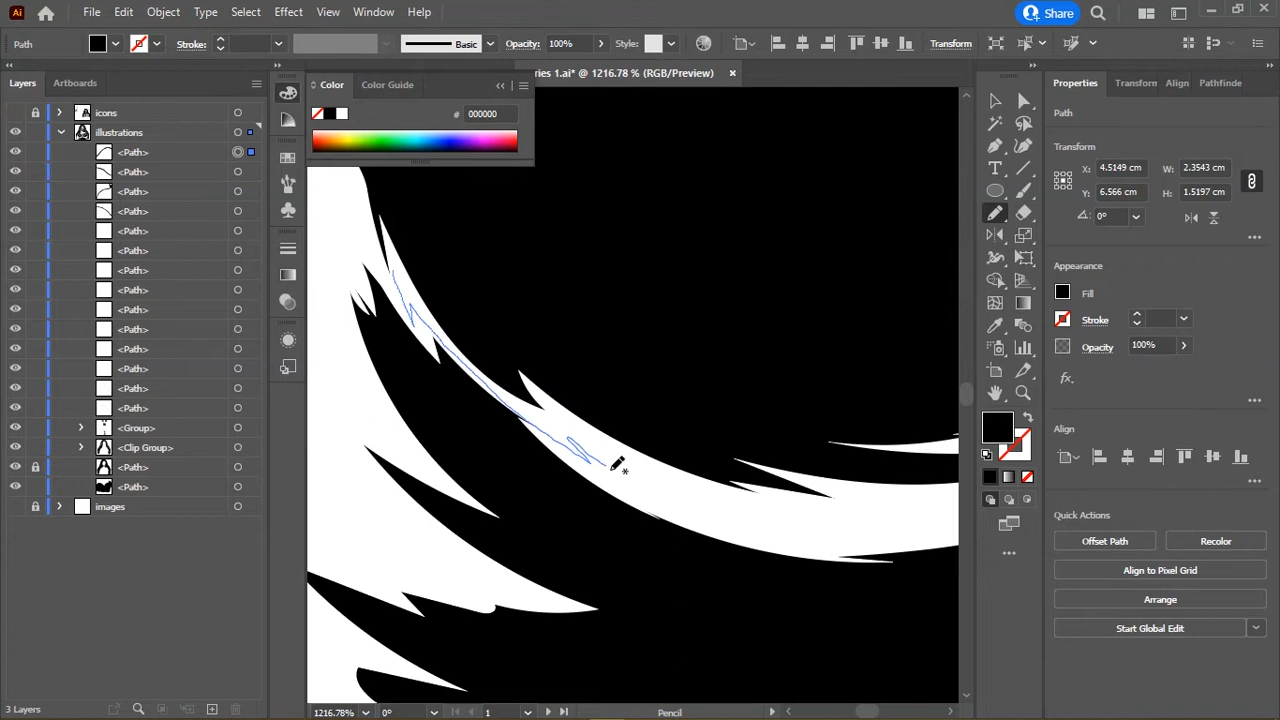 Ai File Edit Object Type Select Effect View Window Help Share
Path Stroke: Basic Opacity: 100% Style: Transform
Layers Artboards
Color Color Guide
ries 1.ai* @ 1216.78 % (RGB/Preview)
Properties Transform Align Pathfinde
icons
illustrations
<Path>
<Path>
<Path>
<Path>
<Path>
<Path>
<Path>
<Path>
<Path>
<Path>
<Path>
<Path>
<Path>
<Path>
<Group>
<Clip Group>
<Path>
<Path>
images
# 000000
Path
Transform
X: 4.5149 cm W: 2.3543 cm
Y: 6.566 cm H: 1.5197 cm
0°
Appearance
Fill
Stroke
Opacity 100%
fx.
Align
Quick Actions
Offset Path Recolor
Align to Pixel Grid
Arrange
Start Global Edit
3 Layers 1216.78% 0° 1 Pencil